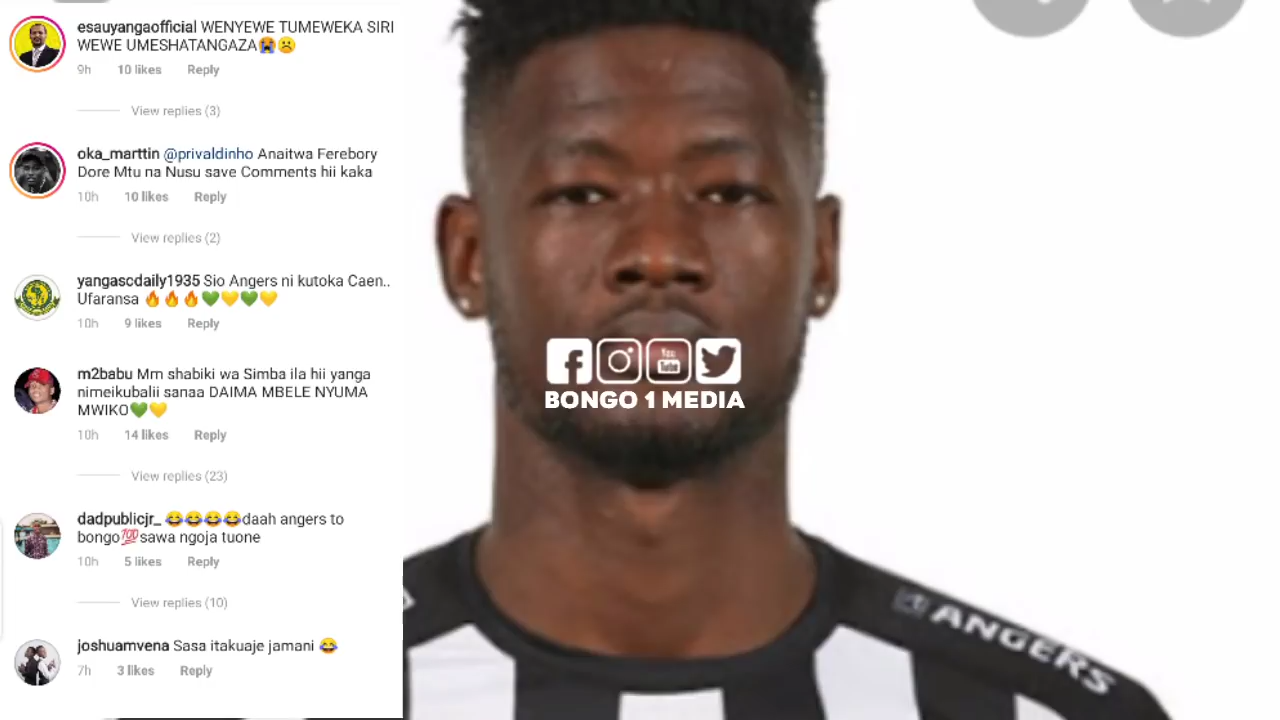 esauyangaofficial WENYEWE TUMEWEKA SIRI
WEWE UMESHATANGAZA😭☹️
9h 10 likes Reply
View replies (3)
oka_marttin @privaldinho Anaitwa Ferebory
Dore Mtu na Nusu save Comments hii kaka
10h 10 likes Reply
View replies (2)
yangascdaily1935 Sio Angers ni kutoka Caen..
Ufaransa 🔥🔥🔥💚💛💚💛
10h 9 likes Reply
m2babu Mm shabiki wa Simba ila hii yanga
nimeikubalii sanaa DAIMA MBELE NYUMA
MWIKO💚💛
10h 14 likes Reply
View replies (23)
dadpublicjr_ 😂😂😂😂daah angers to
bongo💯sawa ngoja tuone
10h 5 likes Reply
View replies (10)
joshuamvena Sasa itakuaje jamani 😂
7h 3 likes Reply
You
Tube
BONGO 1 MEDIA
ANGERS